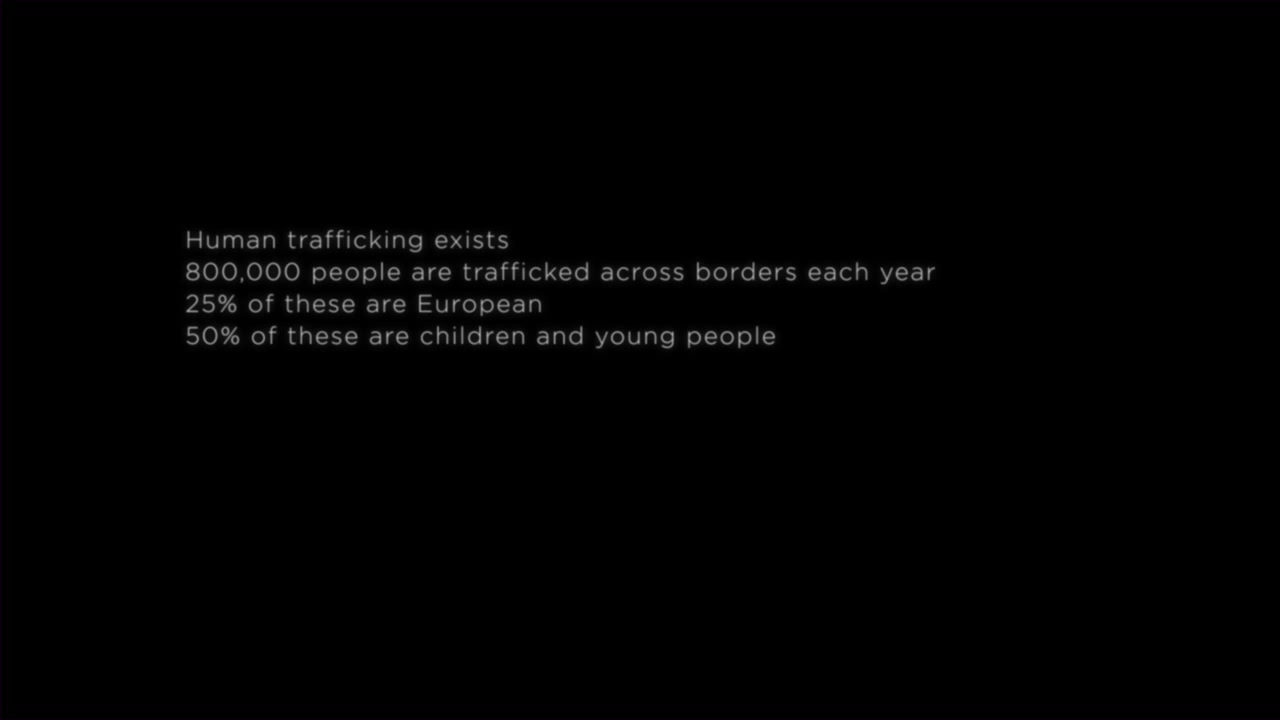 Human trafficking exists
800,000 people are trafficked across borders each year
25% of these are European
50% of these are children and young people